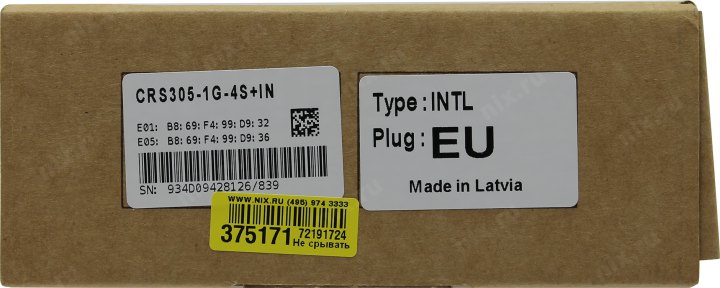 CRS305-1G-4S+IN
E01: B8:69:F4:99:D9:32
E05: B8:69:F4:99:D9:36
SN: 934D09428126/839
Type: INTL
Plug: EU
Made in Latvia
WWW.NIX.RU (495) 974 3333
375171 72191724
Не срывать